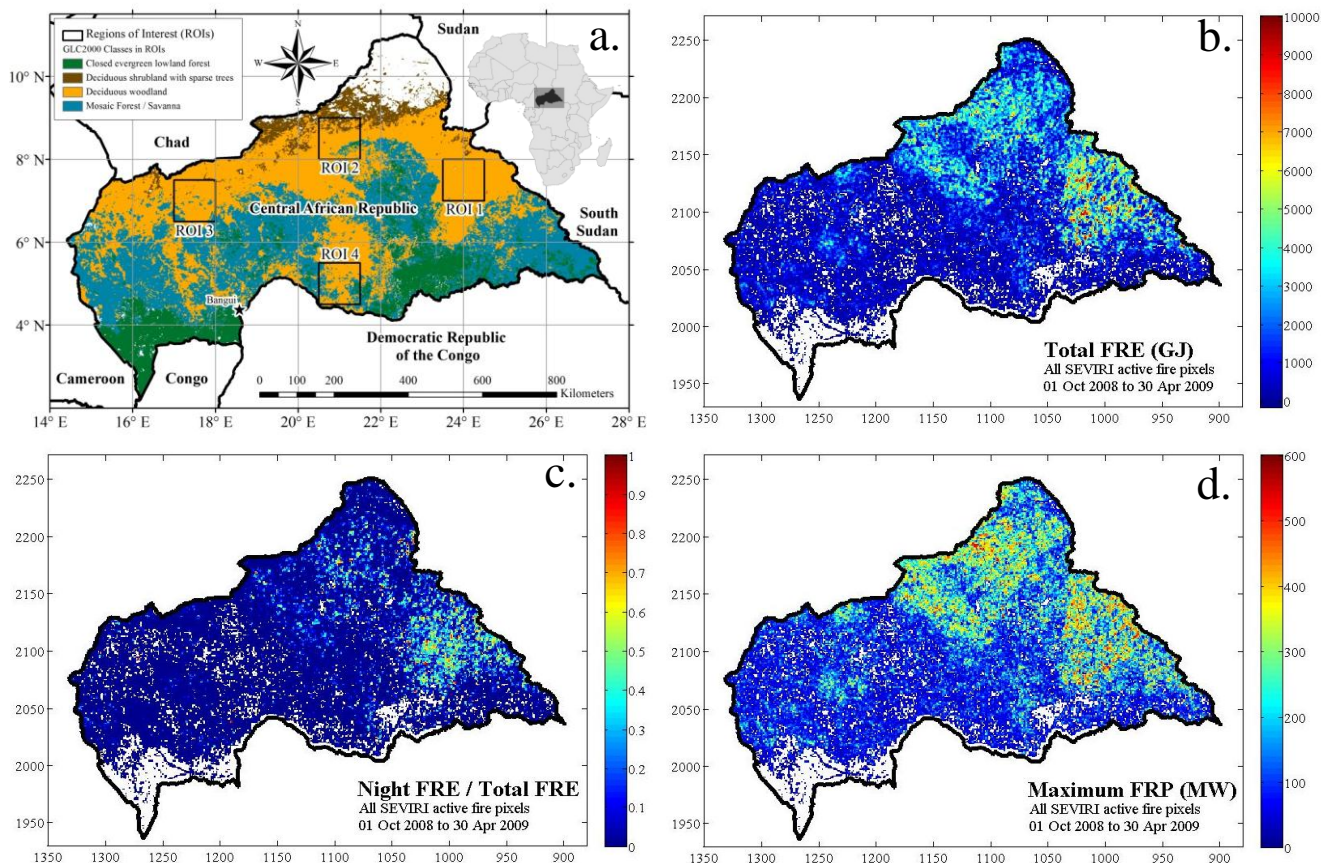 a.
Regions of Interest (ROIs)
GLC2000 Classes in ROIs
Closed evergreen lowland forest
Deciduous shrubland with sparse trees
Deciduous woodland
Mosaic Forest / Savanna
N
W E
S
Sudan
10° N
Chad
8° N
ROI 2
ROI 1
Central African Republic
ROI 3
South
Sudan
6° N
ROI 4
Bangui
4° N
Democratic Republic
of the Congo
Cameroon
Congo
0 100 200 400 600 800
Kilometers
14° E 16° E 18° E 20° E 22° E 24° E 26° E 28° E
b.
2250
2200
2150
2100
2050
2000
1950
1350 1300 1250 1200 1150 1100 1050 1000 950 900
Total FRE (GJ)
All SEVIRI active fire pixels
01 Oct 2008 to 30 Apr 2009
10000
9000
8000
7000
6000
5000
4000
3000
2000
1000
0
c.
2250
2200
2150
2100
2050
2000
1950
1350 1300 1250 1200 1150 1100 1050 1000 950 900
Night FRE / Total FRE
All SEVIRI active fire pixels
01 Oct 2008 to 30 Apr 2009
1
0.9
0.8
0.7
0.6
0.5
0.4
0.3
0.2
0.1
0
d.
2250
2200
2150
2100
2050
2000
1950
1350 1300 1250 1200 1150 1100 1050 1000 950 900
Maximum FRP (MW)
All SEVIRI active fire pixels
01 Oct 2008 to 30 Apr 2009
600
500
400
300
200
100
0